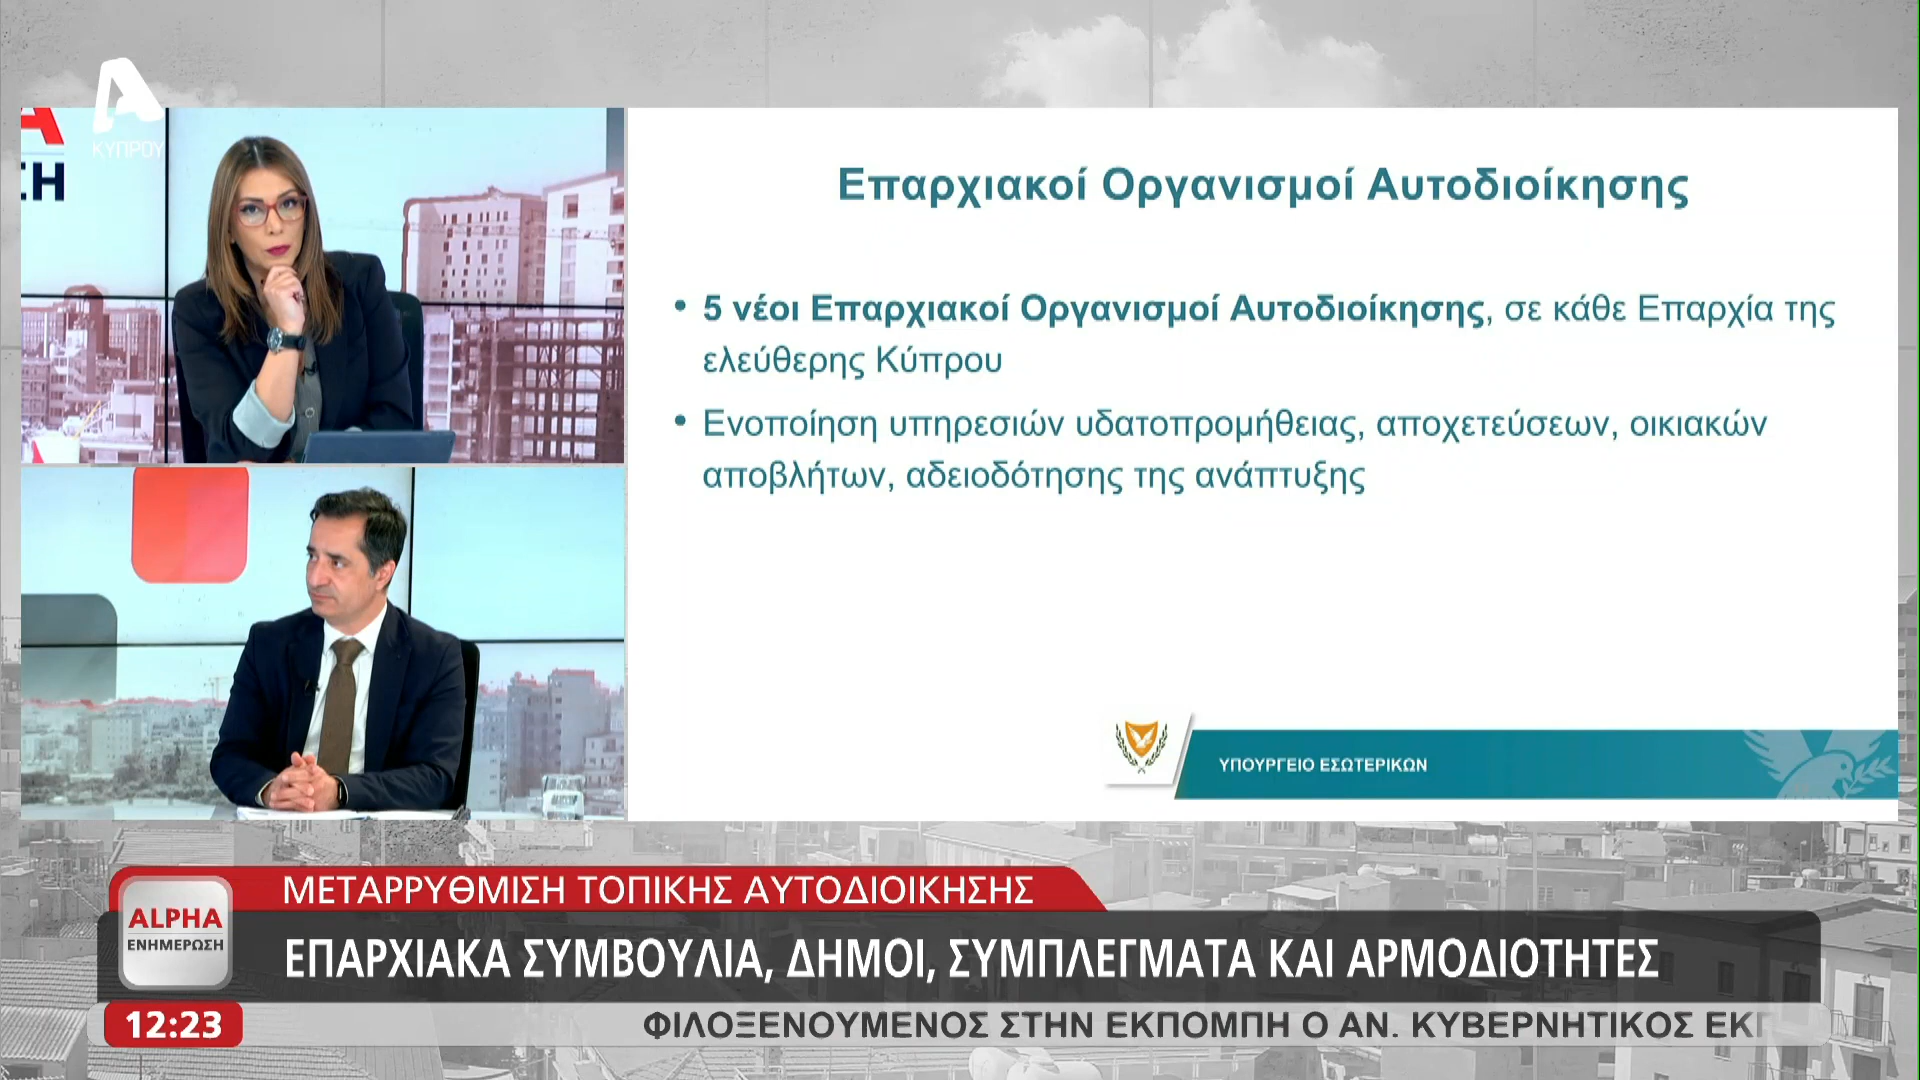 ΚΥΠΡΟΥ
Επαρχιακοί Οργανισμοί Αυτοδιοίκησης
• 5 νέοι Επαρχιακοί Οργανισμοί Αυτοδιοίκησης, σε κάθε Επαρχία της
ελεύθερης Κύπρου
• Ενοποίηση υπηρεσιών υδατοπρομήθειας, αποχετεύσεων, οικιακών
αποβλήτων, αδειοδότησης της ανάπτυξης
ΥΠΟΥΡΓΕΙΟ ΕΣΩΤΕΡΙΚΩΝ
ΜΕΤΑΡΡΥΘΜΙΣΗ ΤΟΠΙΚΗΣ ΑΥΤΟΔΙΟΙΚΗΣΗΣ
ALPHA
ΕΝΗΜΕΡΩΣΗ
ΕΠΑΡΧΙΑΚΑ ΣΥΜΒΟΥΛΙΑ, ΔΗΜΟΙ, ΣΥΜΠΛΕΓΜΑΤΑ ΚΑΙ ΑΡΜΟΔΙΟΤΗΤΕΣ
12:23
ΦΙΛΟΞΕΝΟΥΜΕΝΟΣ ΣΤΗΝ ΕΚΠΟΜΠΗ Ο ΑΝ. ΚΥΒΕΡΝΗΤΙΚΟΣ